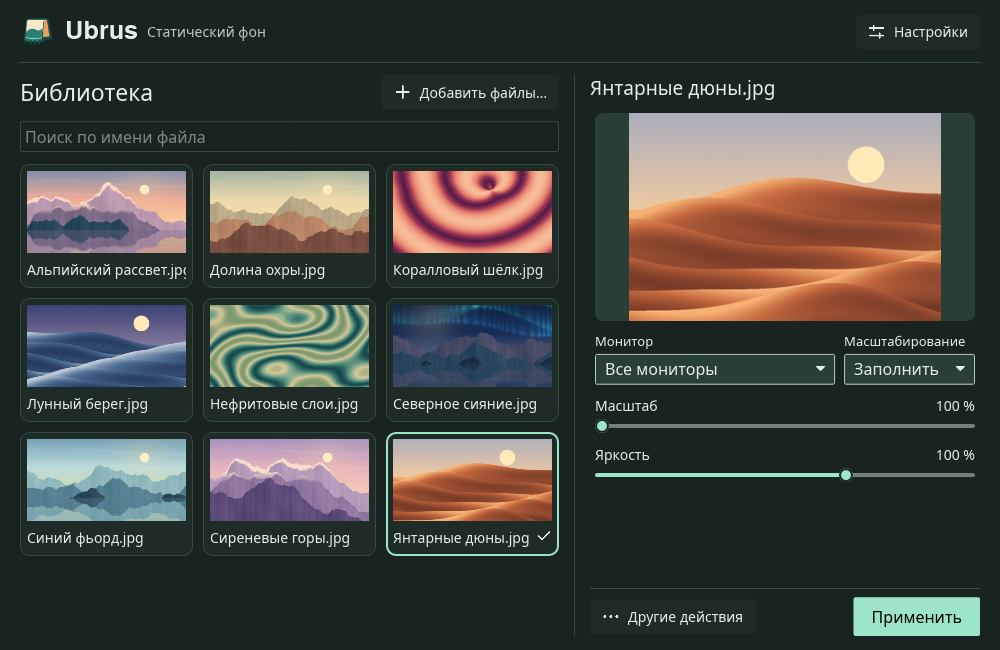 Ubrus Статический фон
Настройки
Библиотека
Добавить файлы...
Поиск по имени файла
Альпийский рассвет.jpg
Долина охры.jpg
Коралловый шёлк.jpg
Лунный берег.jpg
Нефритовые слои.jpg
Северное сияние.jpg
Синий фьорд.jpg
Сиреневые горы.jpg
Янтарные дюны.jpg
Янтарные дюны.jpg
Монитор
Масштабирование
Все мониторы
Заполнить
Масштаб 100 %
Яркость 100 %
Другие действия
Применить